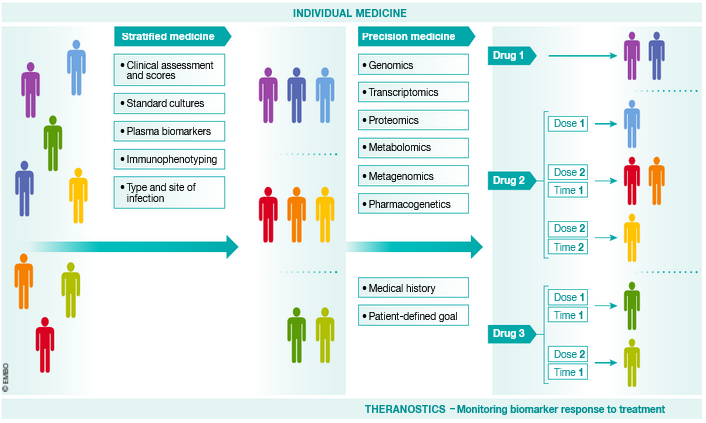 INDIVIDUAL MEDICINE
Stratified medicine
• Clinical assessment
and scores
• Standard cultures
• Plasma biomarkers
• Immunophenotyping
• Type and site of
infection
Precision medicine
• Genomics
• Transcriptomics
• Proteomics
• Metabolomics
• Metagenomics
• Pharmacogenetics
• Medical history
• Patient-defined goal
Drug 1
Drug 2
Dose 1
Dose 2
Time 1
Dose 2
Time 2
Drug 3
Dose 1
Time 1
Dose 2
Time 1
© EMBO
THERANOSTICS – Monitoring biomarker response to treatment